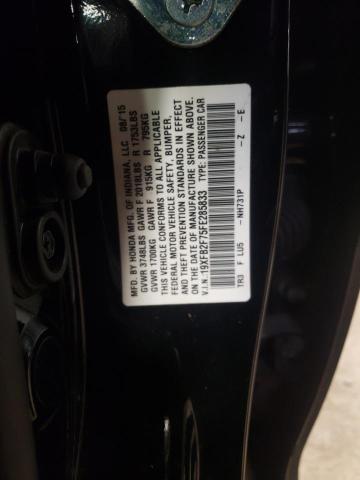 MFD. BY HONDA MFG. OF INDIANA, LLC 08/15
GVWR 3748LBS GAWR F 2018LBS R 1753LBS
GVWR 1700KG GAWR F 915KG R 795KG
THIS VEHICLE CONFORMS TO ALL APPLICABLE
FEDERAL MOTOR VEHICLE SAFETY, BUMPER,
AND THEFT PREVENTION STANDARDS IN EFFECT
ON THE DATE OF MANUFACTURE SHOWN ABOVE.
V.I.N.:19XFB2F75FE285833 TYPE: PASSENGER CAR
TR3 F LU5 - NH731P - Z - E